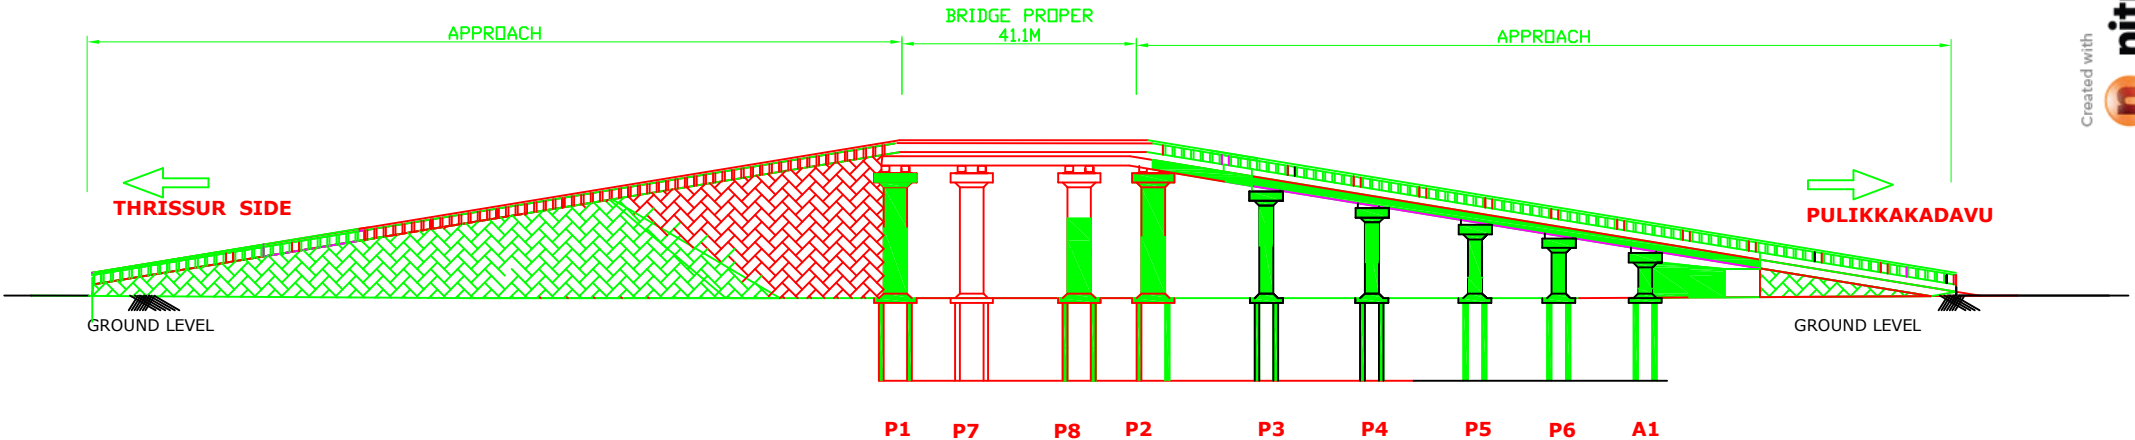 BRIDGE PROPER
APPROACH
41.1M
APPROACH
Created with
THRISSUR SIDE
PULIKKAKADAVU
GROUND LEVEL
GROUND LEVEL
P1 P7 P8 P2 P3 P4 P5 P6 A1